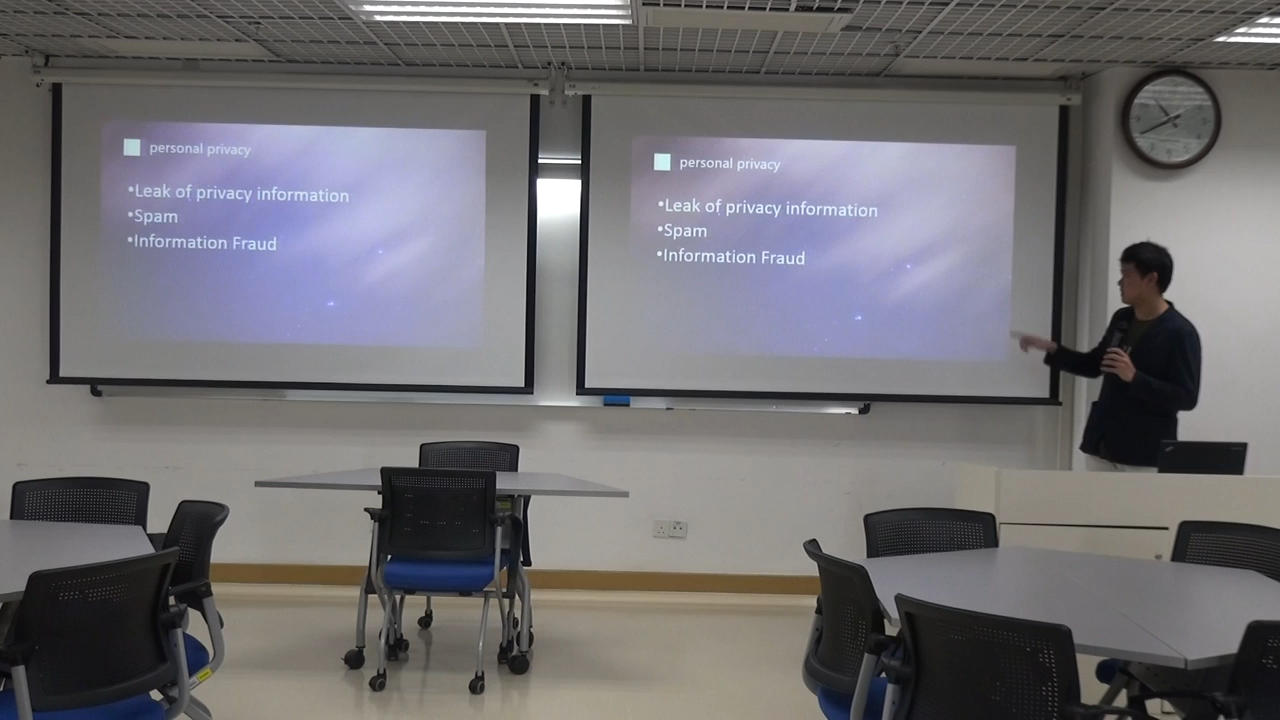 personal privacy
•Leak of privacy information
•Spam
•Information Fraud
personal privacy
•Leak of privacy information
•Spam
•Information Fraud